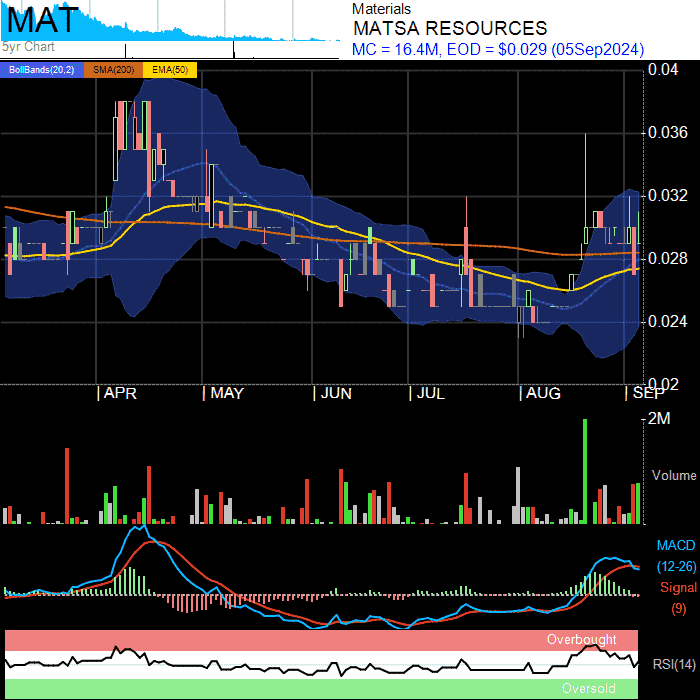 MAT
5yr Chart
Materials
MATSA RESOURCES
MC = 16.4M, EOD = $0.029 (05Sep2024)
BollBands(20,2) SMA(200) EMA(50)
0.04
0.036
0.032
0.028
0.024
0.02
APR MAY JUN JUL AUG SEP
2M
Volume
MACD
(12-26)
Signal
(9)
Overbought
RSI(14)
Oversold